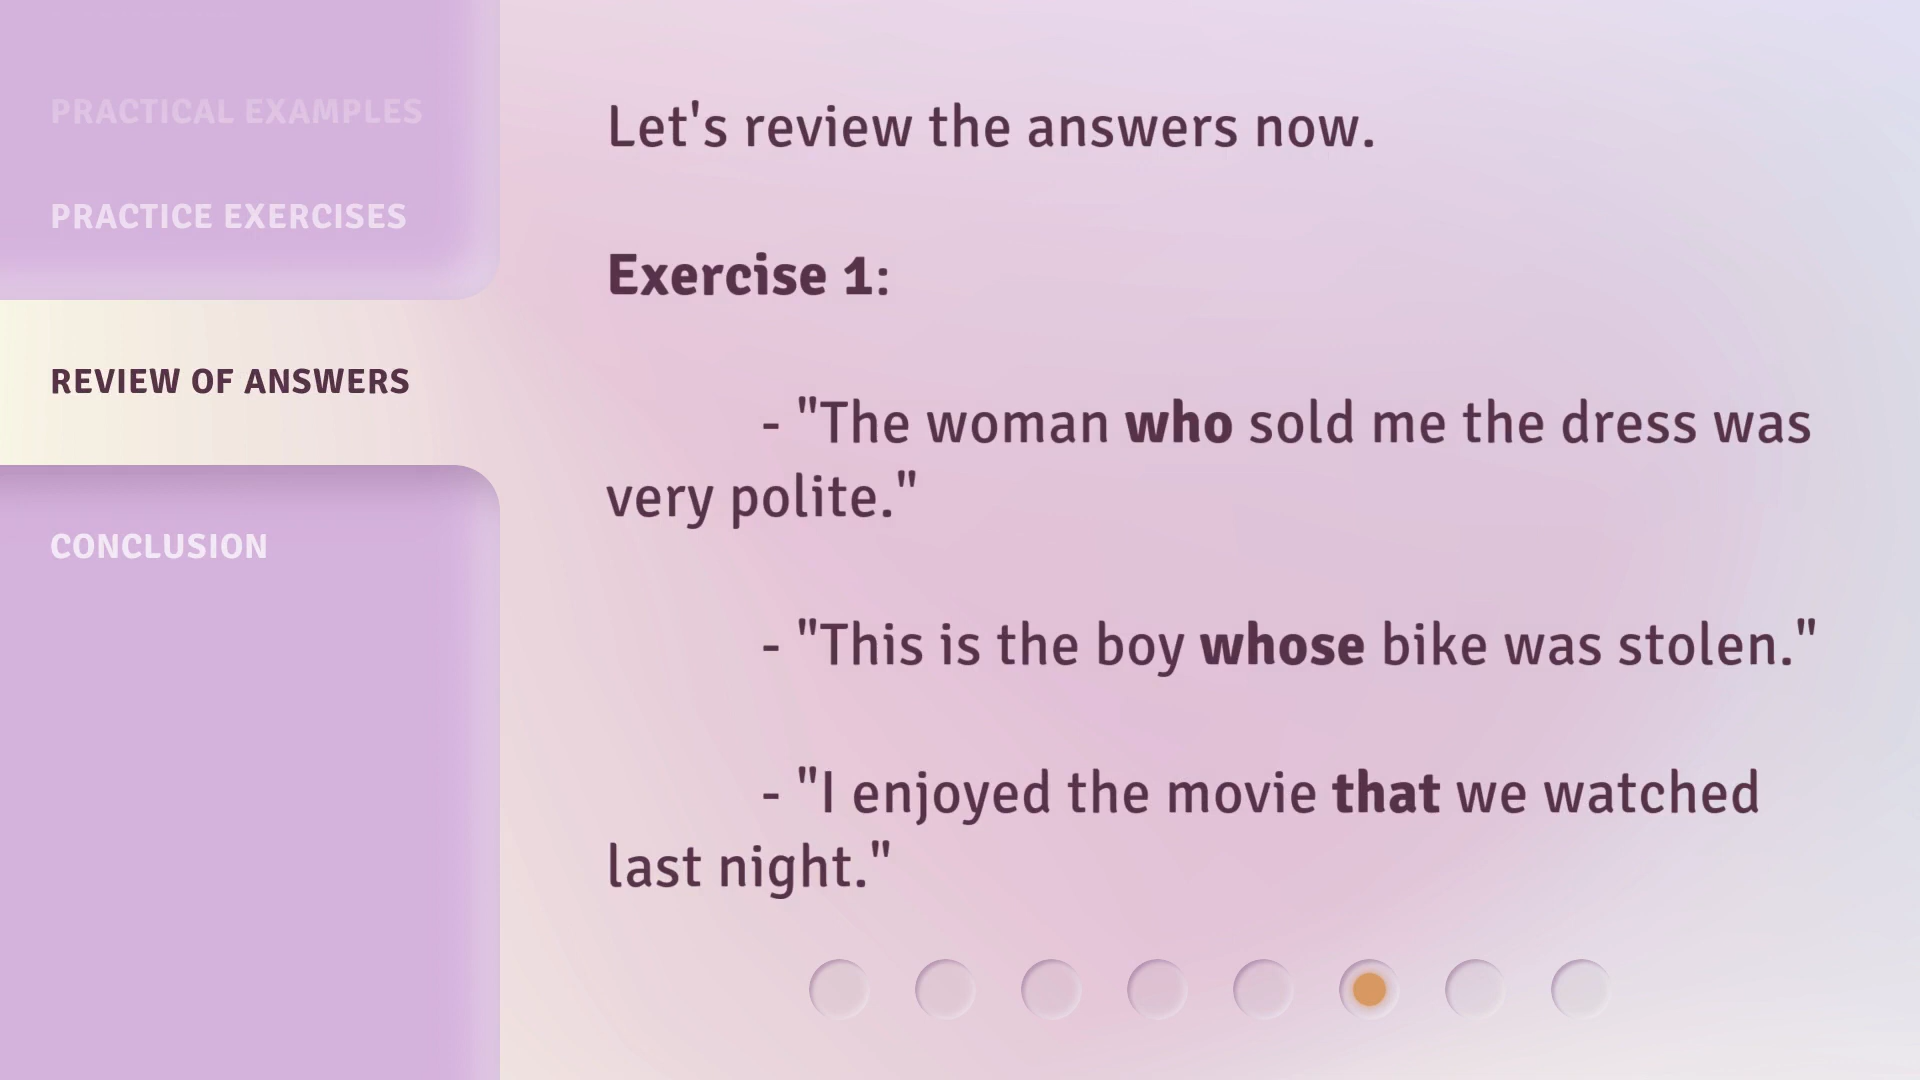 PRACTICAL EXAMPLES
PRACTICE EXERCISES
REVIEW OF ANSWERS
CONCLUSION
Let's review the answers now.
Exercise 1:
- "The woman who sold me the dress was
very polite."
- "This is the boy whose bike was stolen."
- "I enjoyed the movie that we watched
last night."